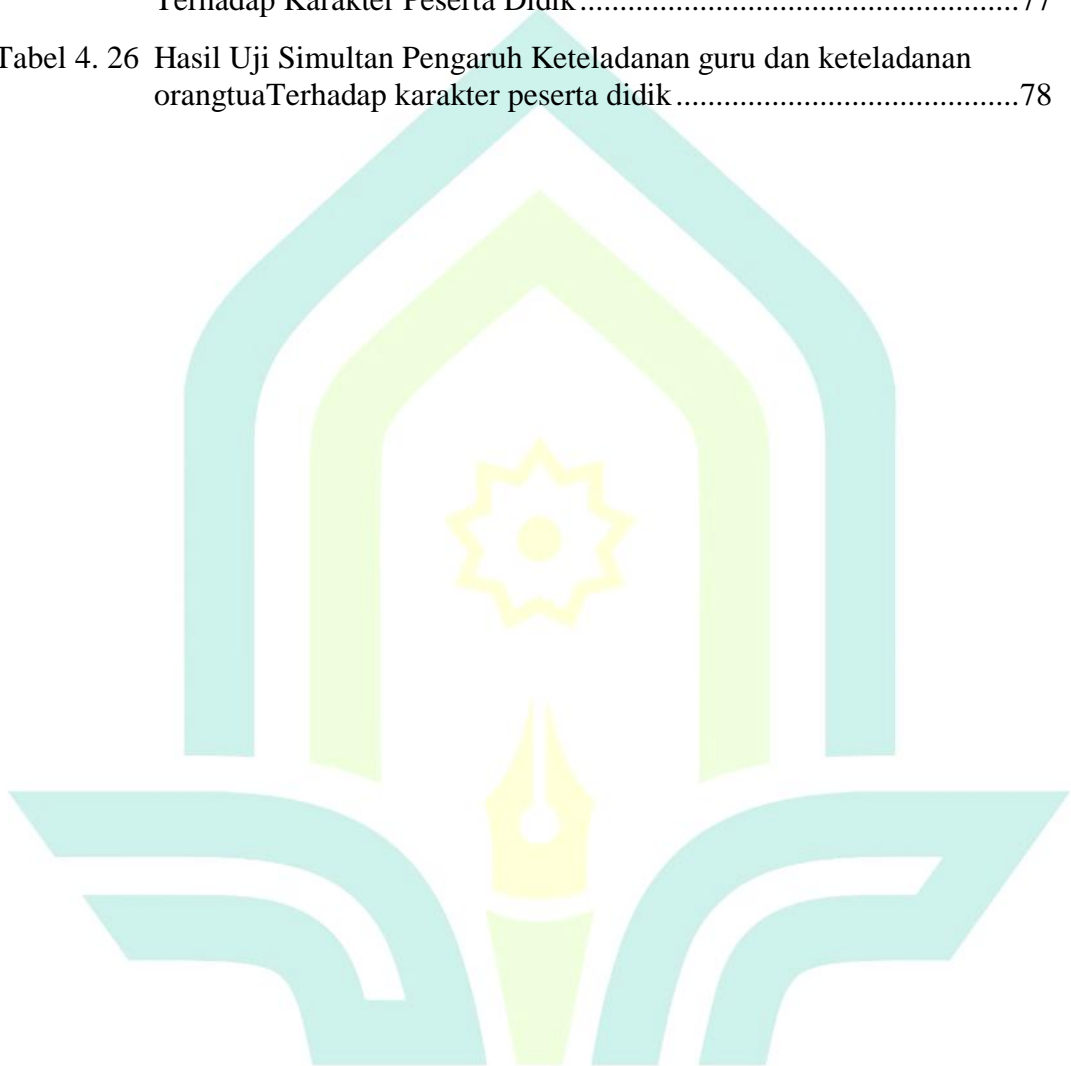 Terhadap Karakter Peserta Didik.......................................................77
Tabel 4. 26 Hasil Uji Simultan Pengaruh Keteladanan guru dan keteladanan
orangtuaTerhadap karakter peserta didik...........................................78